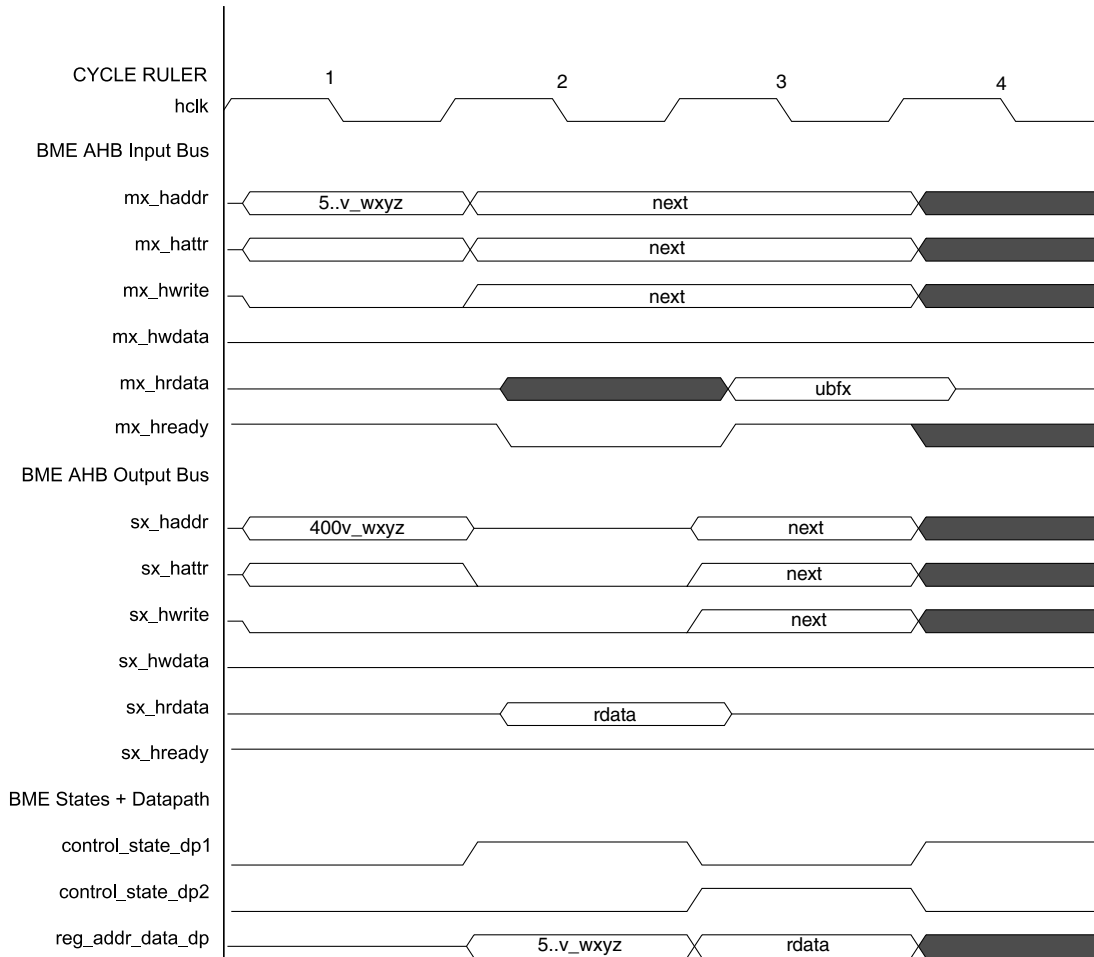 CYCLE RULER 1 2 3 4
hclk
BME AHB Input Bus
mx_haddr 5..v_wxyz next
mx_hattr next
mx_hwrite next
mx_hwdata
mx_hrdata ubfx
mx_hready
BME AHB Output Bus
sx_haddr 400v_wxyz next
sx_hattr next
sx_hwrite next
sx_hwdata
sx_hrdata rdata
sx_hready
BME States + Datapath
control_state_dp1
control_state_dp2
reg_addr_data_dp 5..v_wxyz rdata